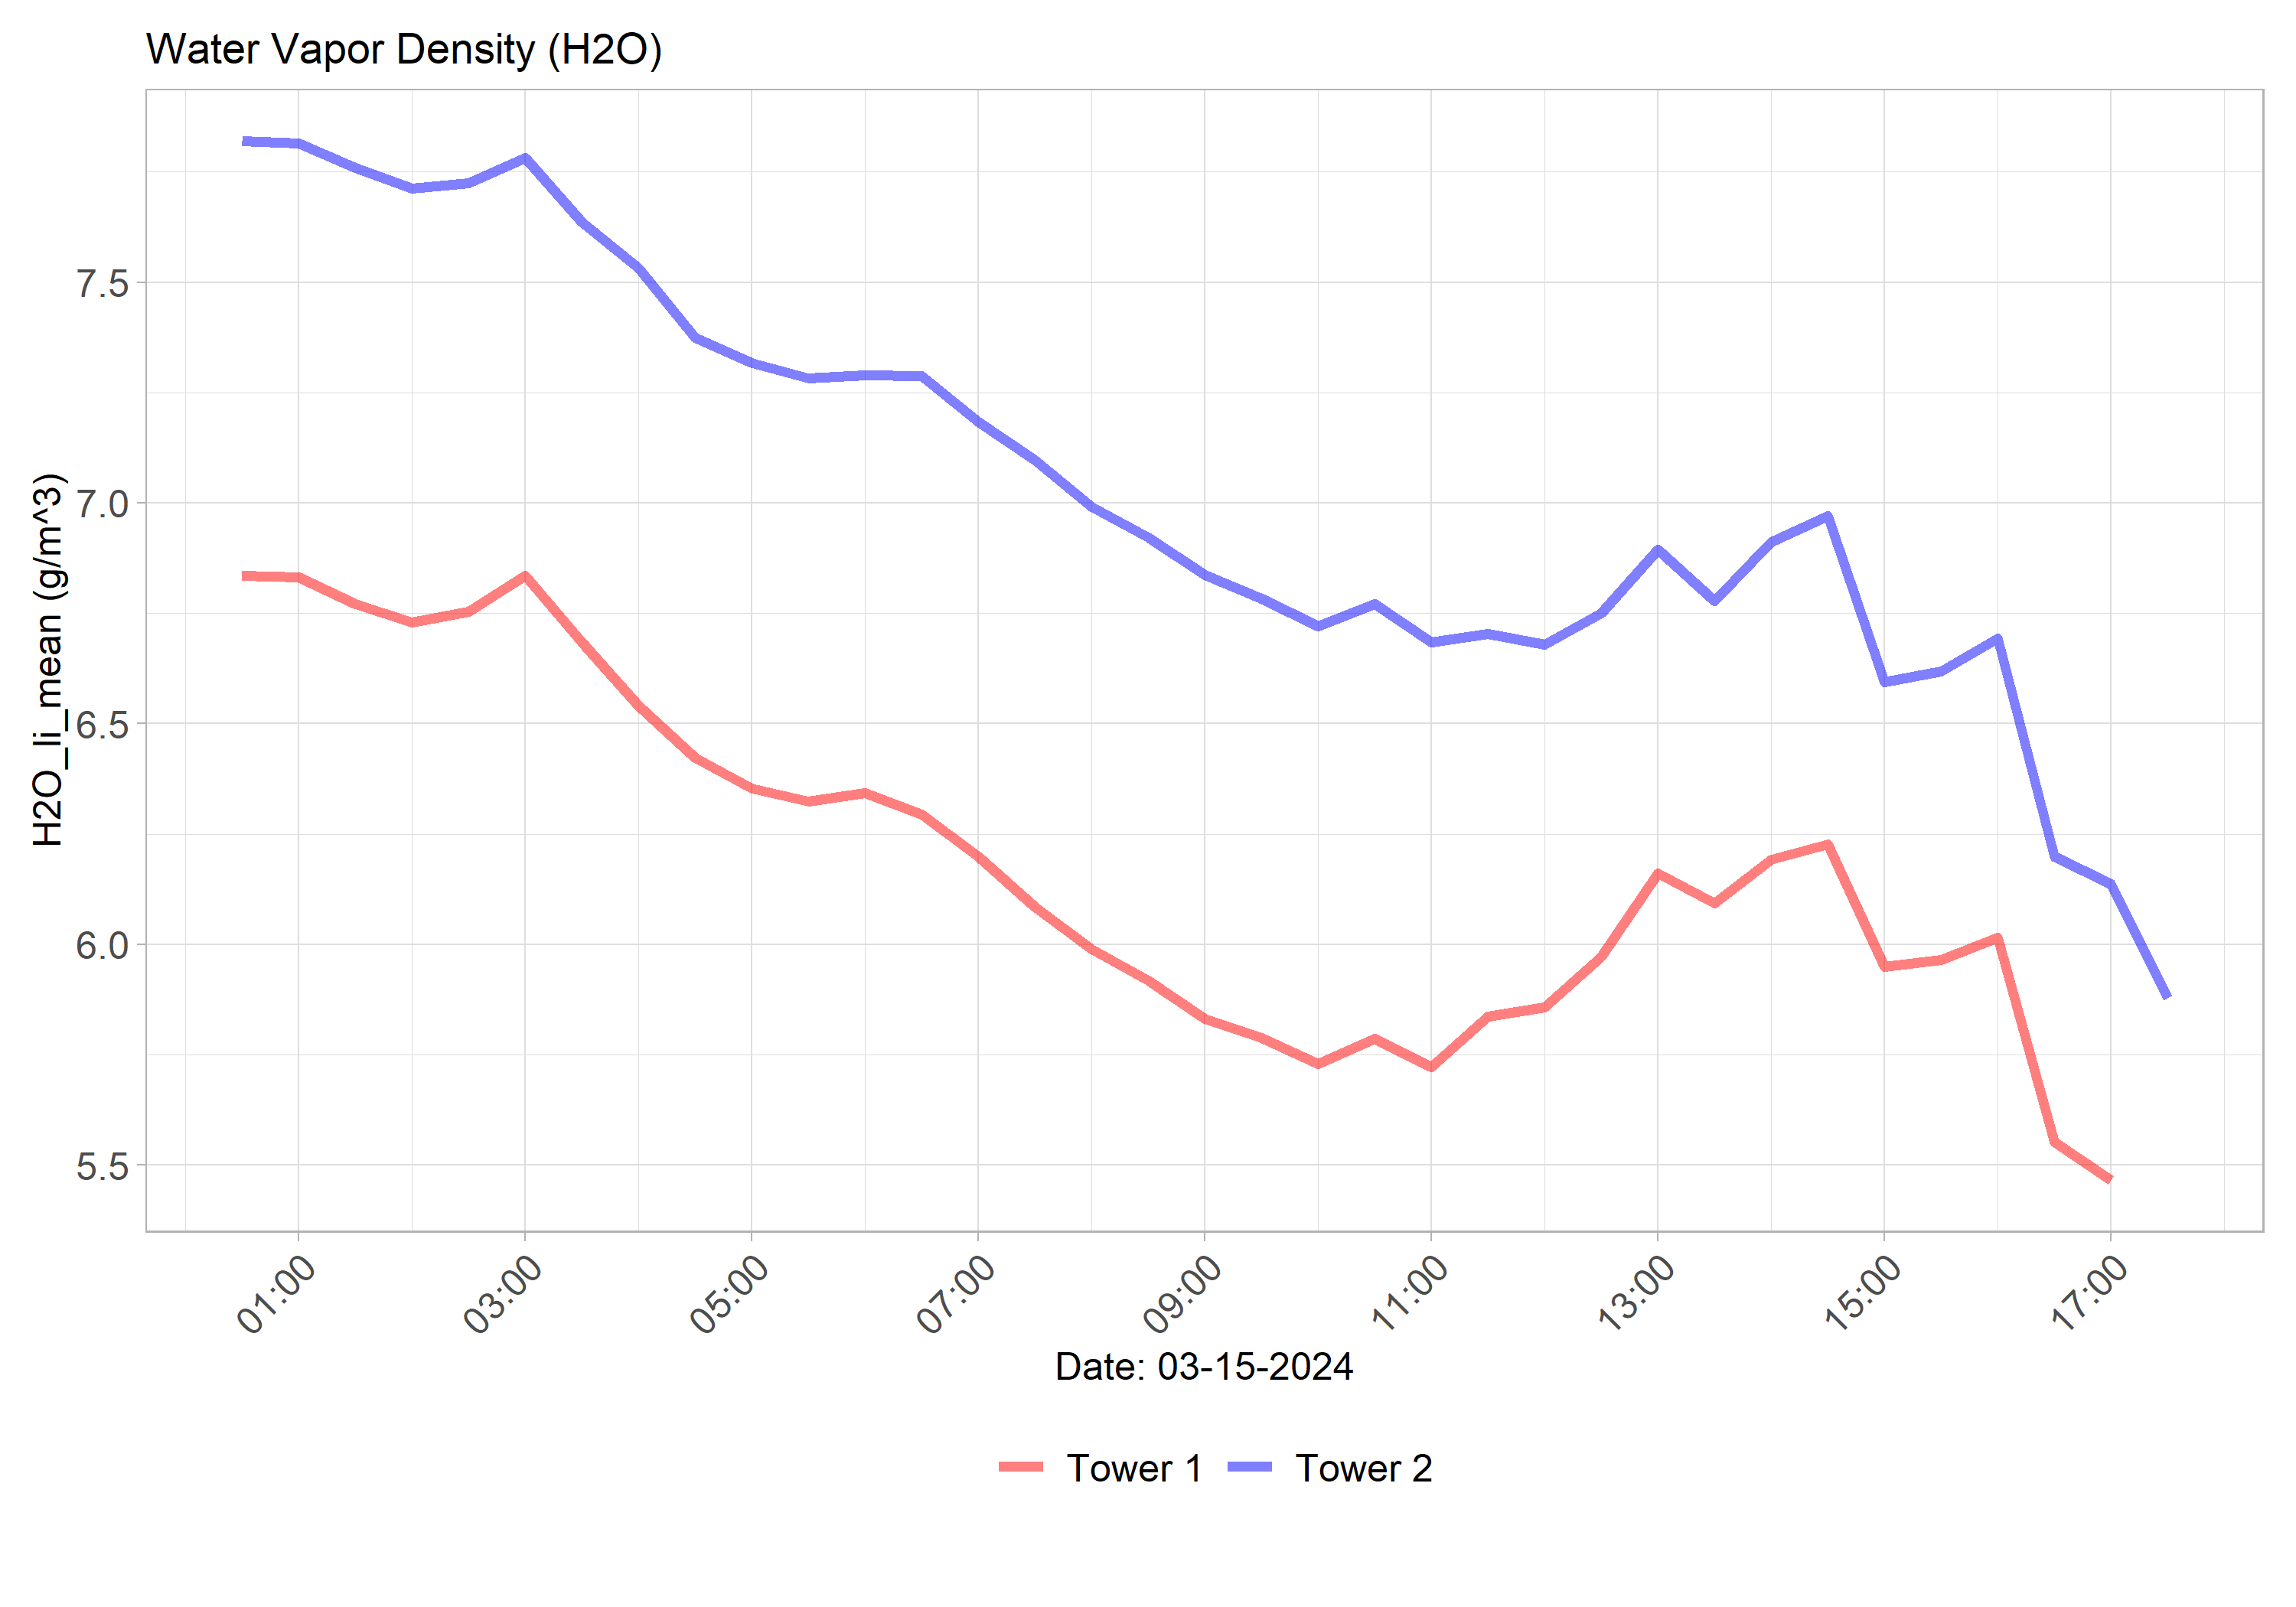 Water Vapor Density (H2O)
H2O_li_mean (g/m^3)
7.5
7.0
6.5
6.0
5.5
01:00
03:00
05:00
07:00
09:00
11:00
13:00
15:00
17:00
Date: 03-15-2024
Tower 1
Tower 2